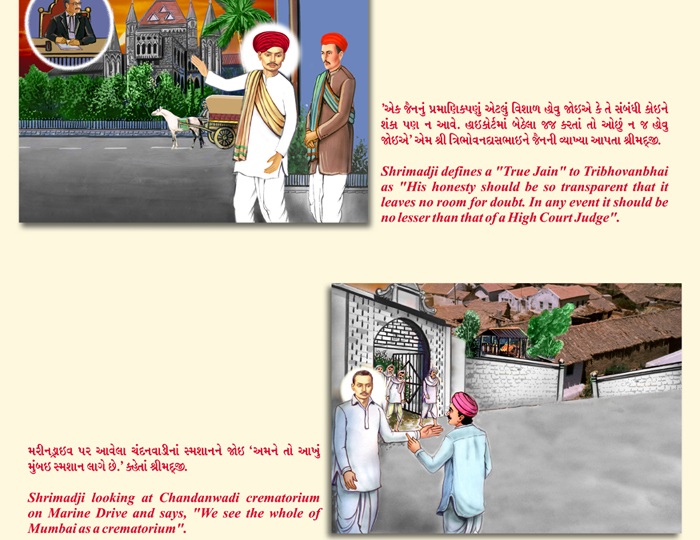 'એક જૈનનું પ્રમાણિકપણું એટલું વિશાળ હોવુ જોઇએ કે તે સંબંધી કોઇને
શંકા પણ ન આવે. હાઇકોર્ટમાં બેઠેલા જજ કરતાં તો ઓછું ન જ હોવુ
જોઇએ' એમ શ્રી ત્રિભોવનદાસભાઇને જૈનની વ્યાખ્યા આપતા શ્રીમદ્જી.
Shrimadji defines a "True Jain" to Tribhovanbhai
as "His honesty should be so transparent that it
leaves no room for doubt. In any event it should be
no lesser than that of a High Court Judge".
મરીનડ્રાઇવ પર આવેલા ચંદનવાડીનાં સ્મશાનને જોઇ 'અમને તો આખું
મુંબઇ સ્મશાન લાગે છે.' કહેતાં શ્રીમદ્જી.
Shrimadji looking at Chandanwadi crematorium
on Marine Drive and says, "We see the whole of
Mumbai as a crematorium".